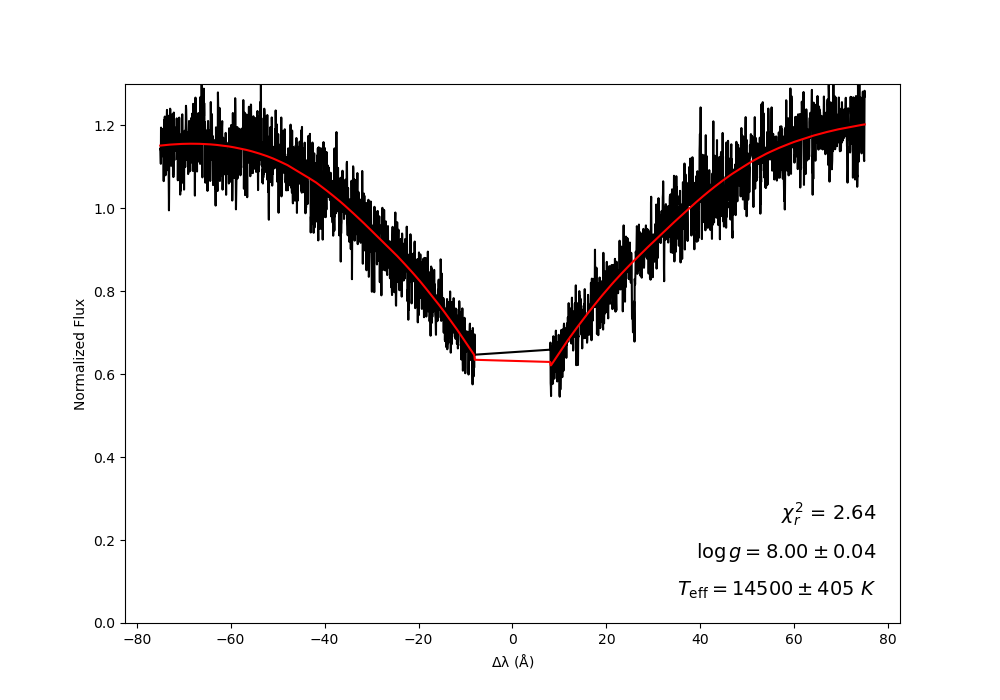 1.2
1.0
0.8
0.6
0.4
0.2
0.0
Normalized Flux
χ²ᵣ = 2.64
log g = 8.00 ± 0.04
T_eff = 14500 ± 405 K
−80 −60 −40 −20 0 20 40 60 80
Δλ (Å)